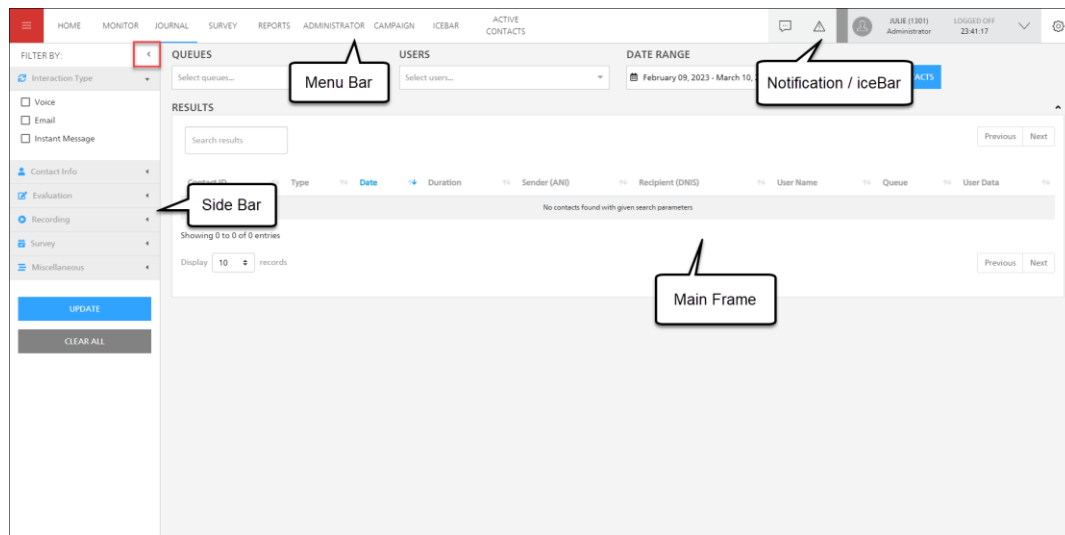 HOME MONITOR JOURNAL SURVEY REPORTS ADMINISTRATOR CAMPAIGN ICEBAR ACTIVE CONTACTS
JULIE (1301)
Administrator
LOGGED OFF
23:41:17
FILTER BY:
Interaction Type
Voice
Email
Instant Message
Contact Info
Evaluation
Recording
Survey
Miscellaneous
UPDATE
CLEAR ALL
QUEUES
Select queues...
USERS
Select users...
DATE RANGE
February 09, 2023 - March 10,
Menu Bar
Notification / iceBar
RESULTS
Search results
Previous Next
Contact ID Type Date Duration Sender (ANI) Recipient (DNIS) User Name Queue User Data
Side Bar
No contacts found with given search parameters
Showing 0 to 0 of 0 entries
Display 10 records
Previous Next
Main Frame